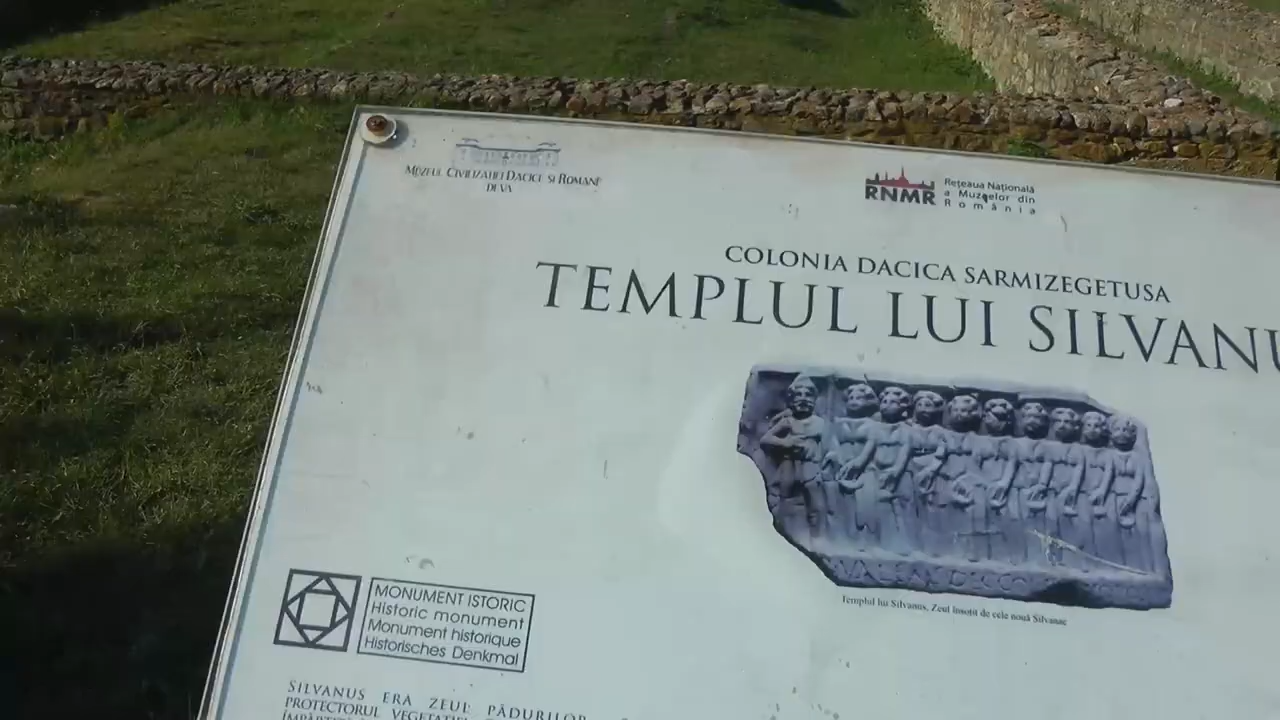 MUZEUL CIVILIZAȚIEI DACICE ȘI ROMANE
DEVA
RNMR
Rețeaua Națională
a Muzeelor din
România
COLONIA DACICA SARMIZEGETUSA
TEMPLUL LUI SILVANU
Templul lui Silvanus, Zeul însoțit de cele nouă Silvanae
MONUMENT ISTORIC
Historic monument
Monument historique
Historisches Denkmal
SILVANUS ERA ZEUL PĂDURILOR
PROTECTORUL VEGETAȚIEI